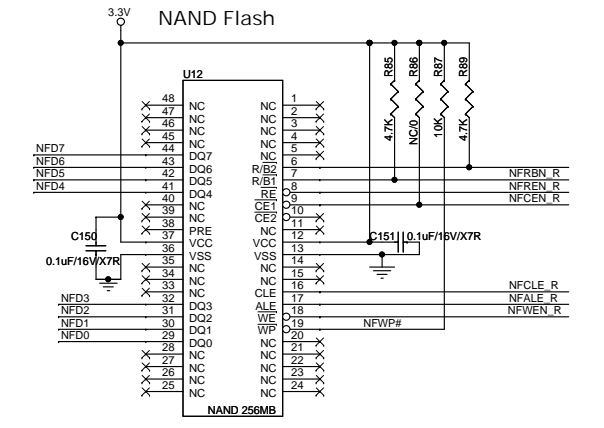 3.3V
NAND Flash
U12
R85
R86
R87
R89
4.7K
NC/0
10K
4.7K
48 NC NC 1
47 NC NC 2
46 NC NC 3
45 NC NC 4
NFD7 44 DQ7 NC 5
NFD6 43 DQ6 R/B2 6
NFD5 42 DQ5 R/B1 7 NFRBN_R
NFD4 41 DQ4 RE 8 NFREN_R
40 NC CE1 9 NFCEN_R
39 NC CE2 10
38 PRE NC 11
37 VCC VCC 12
36 VSS VSS 13
C150
0.1uF/16V/X7R
C151 0.1uF/16V/X7R
35 NC NC 14
34 NC NC 15
33 NC CLE 16 NFCLE_R
NFD3 32 DQ3 ALE 17 NFALE_R
NFD2 31 DQ2 WE 18 NFWEN_R
NFD1 30 DQ1 WP 19 NFWP#
NFD0 29 DQ0 NC 20
28 NC NC 21
27 NC NC 22
26 NC NC 23
25 NC NC 24
NAND 256MB